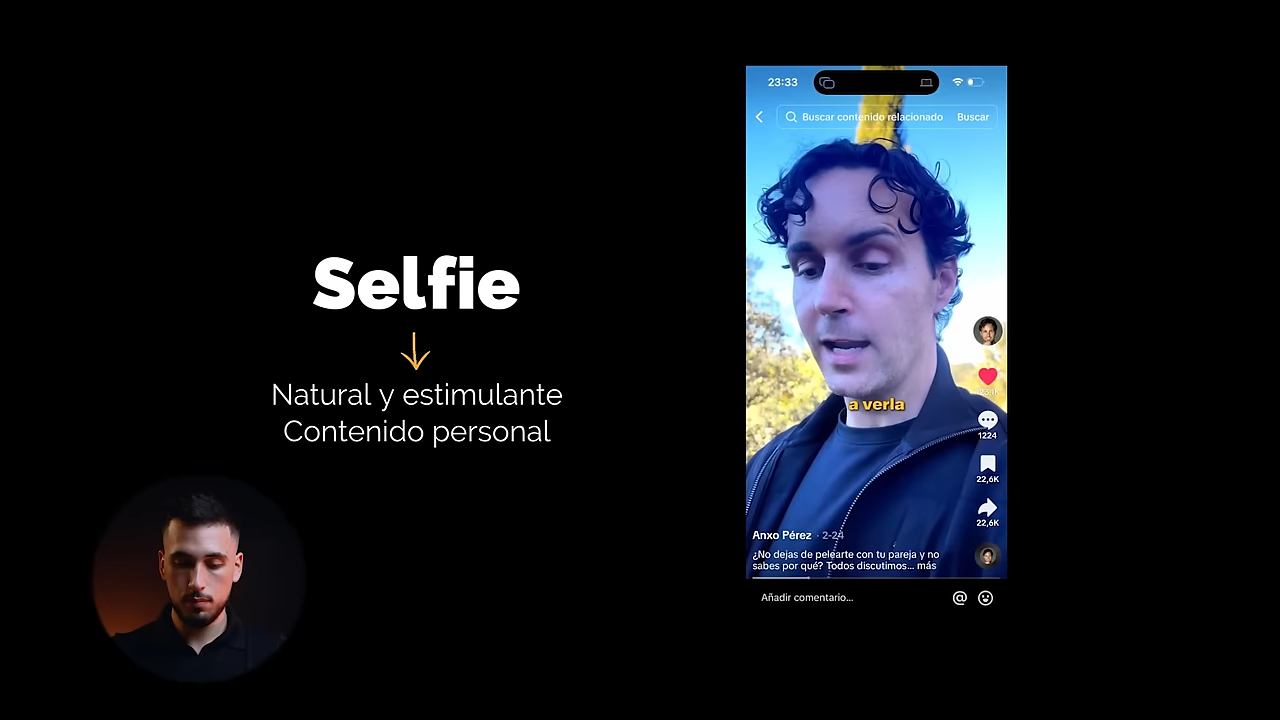 Selfie
Natural y estimulante
Contenido personal
23:33
Buscar contenido relacionado
Buscar
a verla
1224
22,6K
22,6K
Anxo Pérez · 2-24
¿No dejas de pelearte con tu pareja y no
sabes por qué? Todos discutimos... más
Añadir comentario...